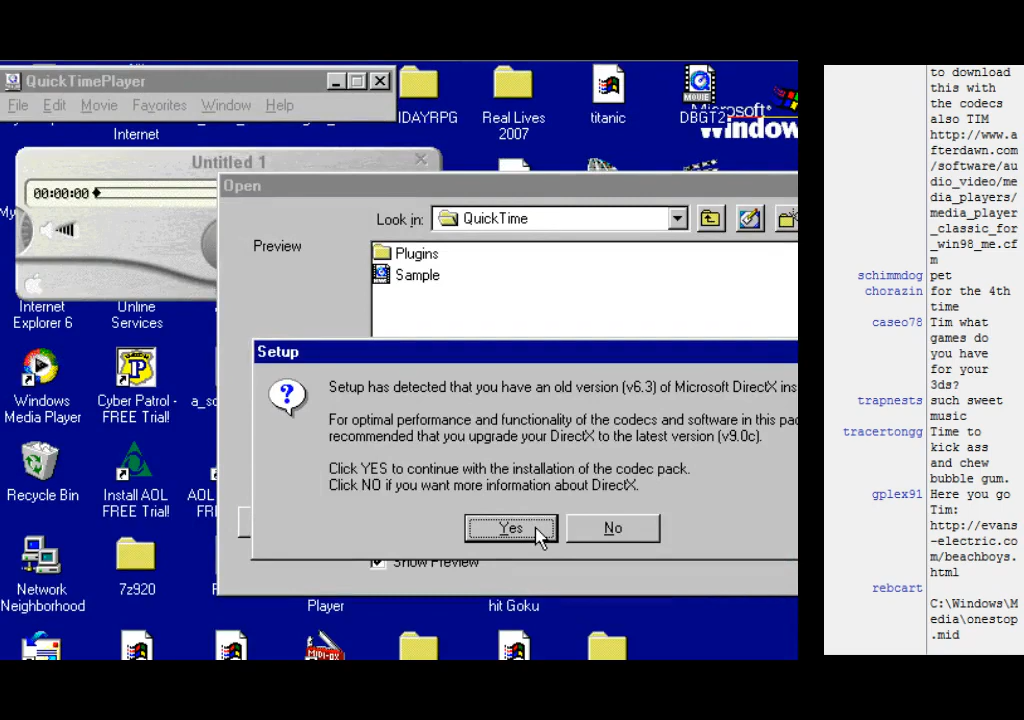 QuickTimePlayer
File Edit Movie Favorites Window Help
Internet
IDAYRPG
Real Lives
2007
titanic
MOVIE
DBGT2
Microsoft
Windows
Untitled 1
00:00:00
My
Open
Look in: QuickTime
Preview
Plugins
Sample
Internet
Explorer 6
Online
Services
Setup
Setup has detected that you have an old version (v6.3) of Microsoft DirectX ins
For optimal performance and functionality of the codecs and software in this pac
recommended that you upgrade your DirectX to the latest version (v9.0c).
Click YES to continue with the installation of the codec pack.
Click NO if you want more information about DirectX.
Yes No
Show Preview
Windows
Media Player
Cyber Patrol -
FREE Trial!
a_sc
Recycle Bin
Install AOL
FREE Trial!
AOL
FRE
Network
Neighborhood
7z920
Player
hit Goku
MIDI-OX
to download
this with
the codecs
also TIM
http://www.a
fterdawn.com
/software/au
dio_video/me
dia_players/
media_player
_classic_for
_win98_me.cf
m
schimmdog pet
chorazin for the 4th
time
caseo78 Tim what
games do
you have
for your
3ds?
trapnests such sweet
music
tracertongg Time to
kick ass
and chew
bubble gum.
gplex91 Here you go
Tim:
http://evans
-electric.co
m/beachboys.
html
rebcart
C:\Windows\M
edia\onestop
.mid